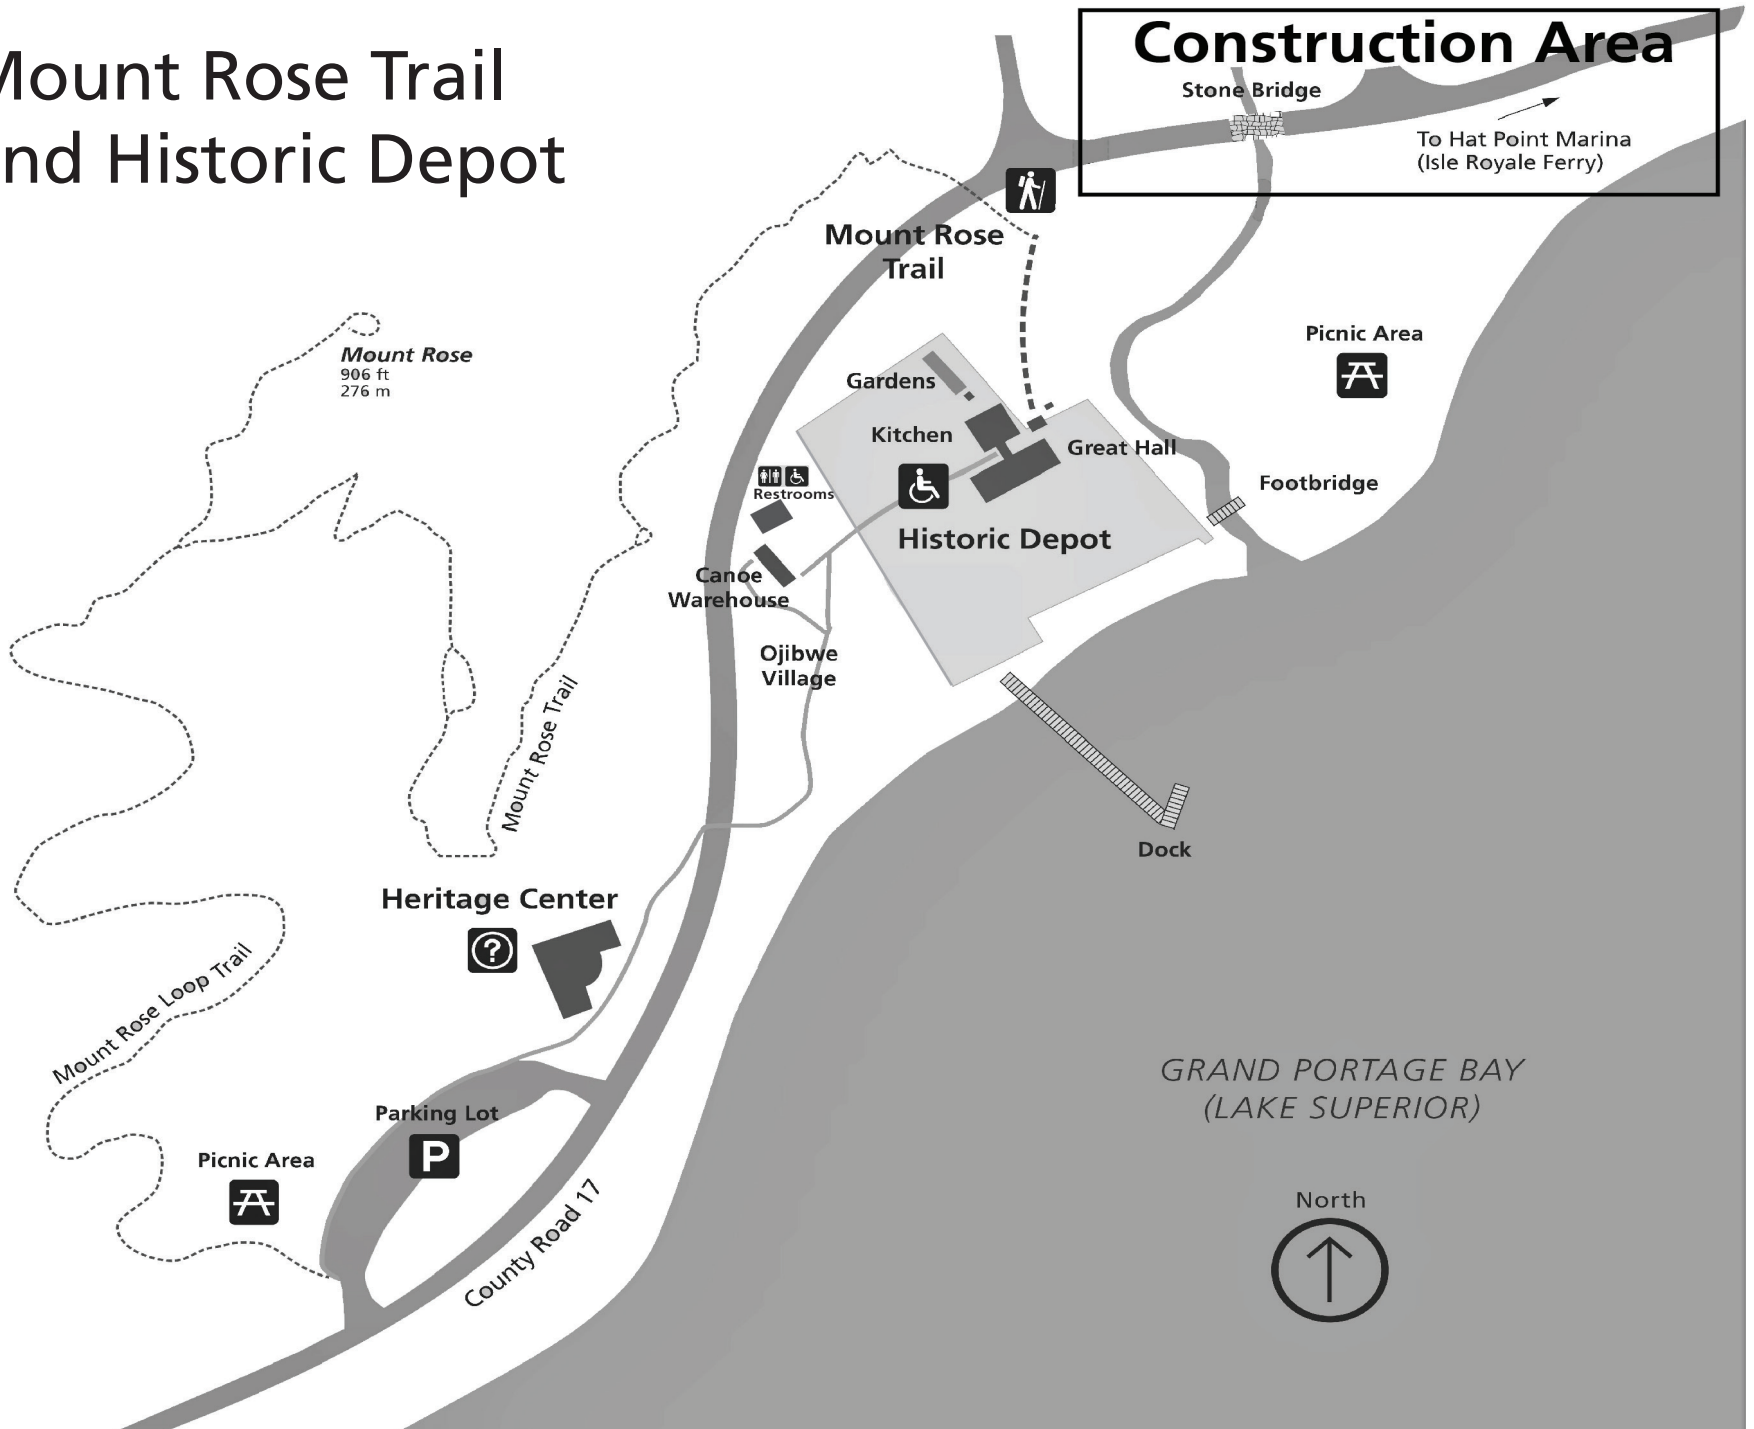 Mount Rose Trail
nd Historic Depot
Construction Area
Stone Bridge
To Hat Point Marina
(Isle Royale Ferry)
Mount Rose
Trail
Picnic Area
Mount Rose
906 ft
276 m
Gardens
Kitchen
Great Hall
Restrooms
Footbridge
Historic Depot
Canoe
Warehouse
Ojibwe
Village
Mount Rose Trail
Dock
Heritage Center
?
Mount Rose Loop Trail
GRAND PORTAGE BAY
(LAKE SUPERIOR)
Parking Lot
P
Picnic Area
County Road 17
North